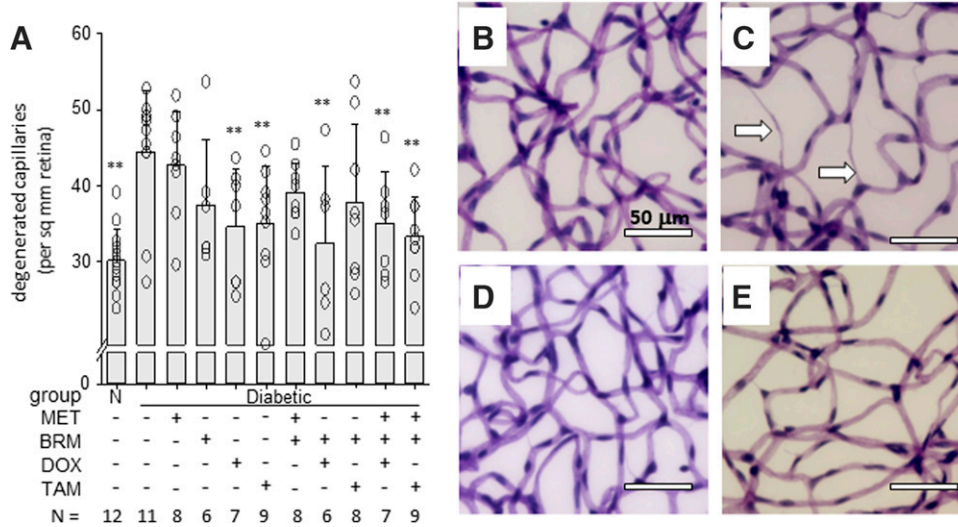 A
degenerated capillaries
(per sq mm retina)
60
50
40
30
0
** ** ** ** ** **
group N Diabetic
MET - - + - - - + - - + +
BRM - - - + - - + + + + +
DOX - - - - + - - + - + -
TAM - - - - - + - - + - +
N = 12 11 8 6 7 9 8 6 8 7 9
B
50 μm
C
D
E